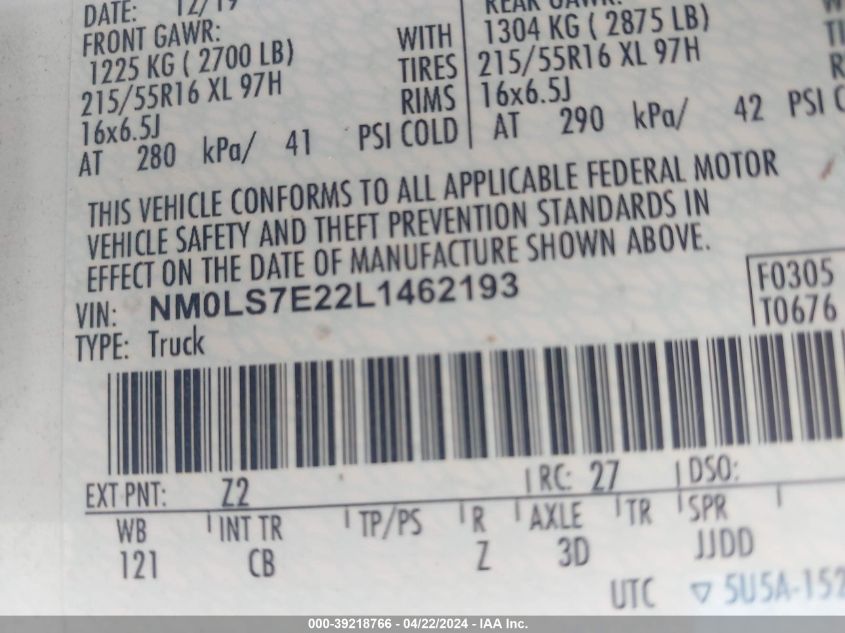 DATE: 12/19
FRONT GAWR:
1225 KG ( 2700 LB)
215/55R16 XL 97H
16x6.5J
AT 280 kPa/ 41 PSI COLD
WITH
TIRES
RIMS
REAR GAWR:
1304 KG ( 2875 LB)
215/55R16 XL 97H
16x6.5J
AT 290 kPa/ 42 PSI
THIS VEHICLE CONFORMS TO ALL APPLICABLE FEDERAL MOTOR
VEHICLE SAFETY AND THEFT PREVENTION STANDARDS IN
EFFECT ON THE DATE OF MANUFACTURE SHOWN ABOVE.
VIN: NM0LS7E22L1462193
F0305
T0676
TYPE: Truck
EXT PNT: Z2 RC: 27 DSO:
WB INT TR TP/PS R AXLE TR SPR
121 CB Z 3D JJDD
UTC ▽ 5U5A-152
000-39218766 - 04/22/2024 - IAA Inc.